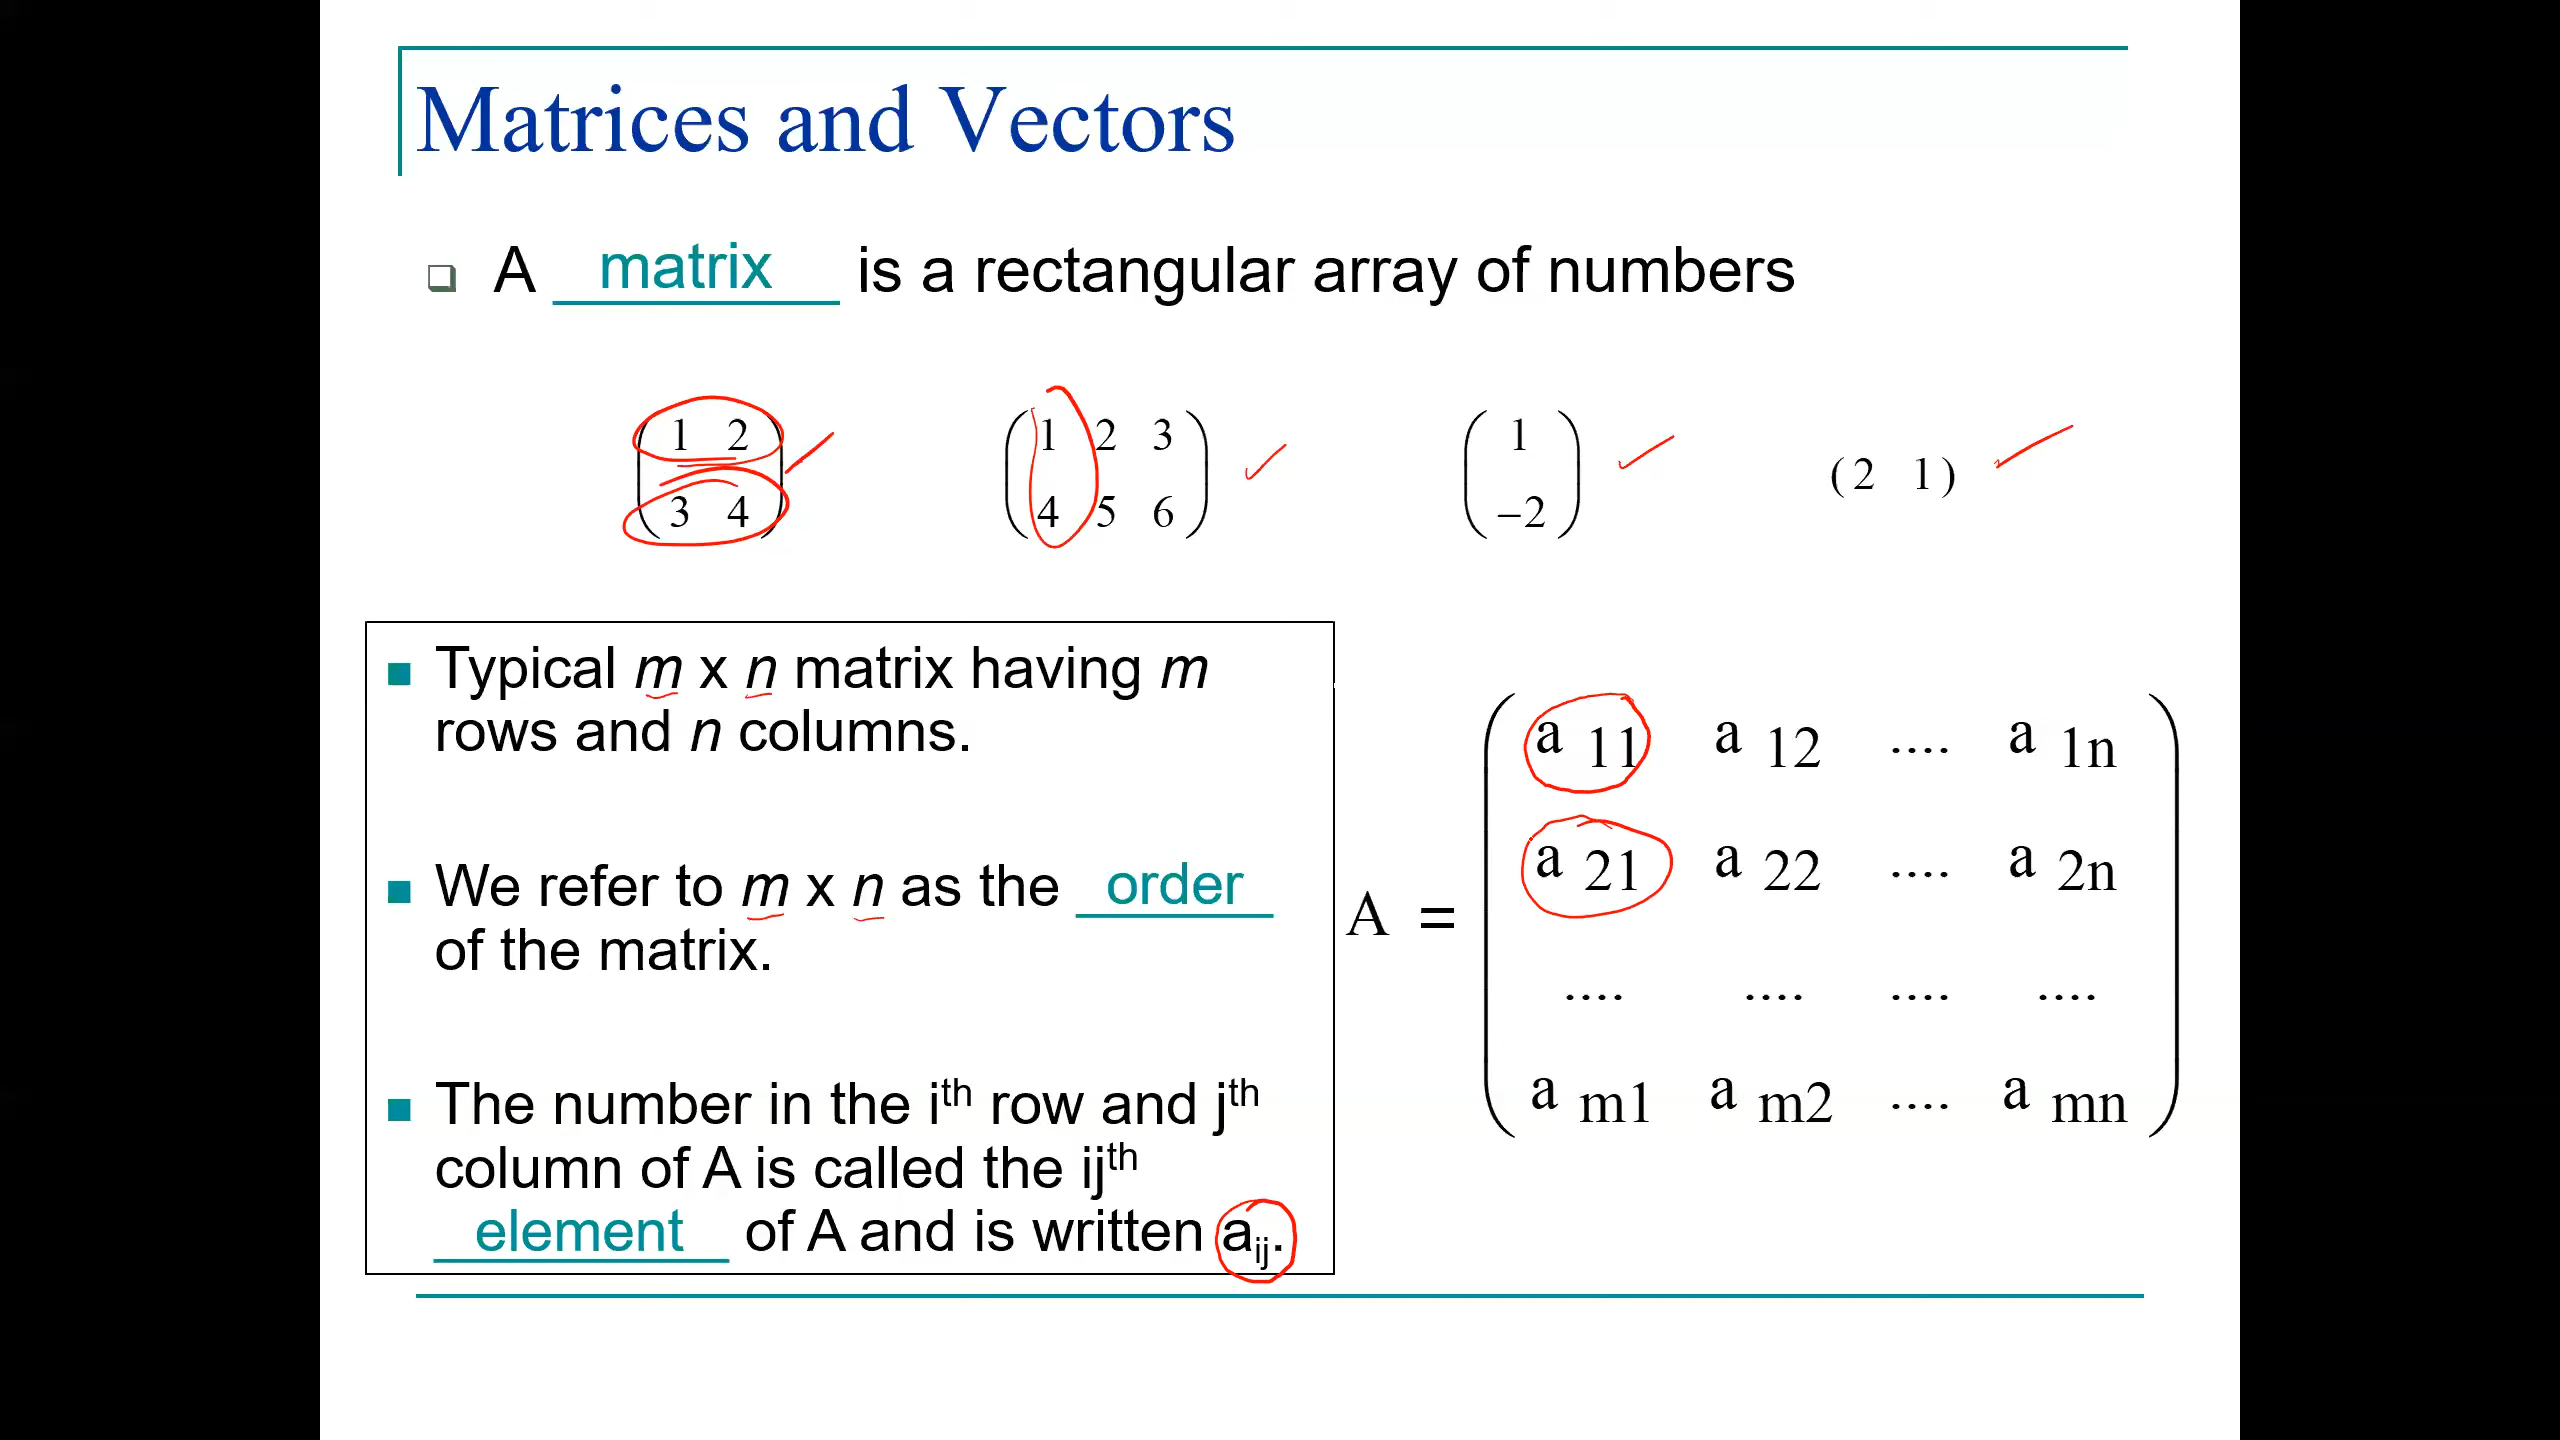 Matrices and Vectors
❑ A matrix is a rectangular array of numbers
1 2
3 4
1 2 3
4 5 6
1
−2
(2 1)
■ Typical m x n matrix having m
rows and n columns.
■ We refer to m x n as the order
of the matrix.
■ The number in the iᵗʰ row and jᵗʰ
column of A is called the ijᵗʰ
element of A and is written aᵢⱼ.
A =
a 11 a 12 .... a 1n
a 21 a 22 .... a 2n
.... .... .... ....
a m1 a m2 .... a mn